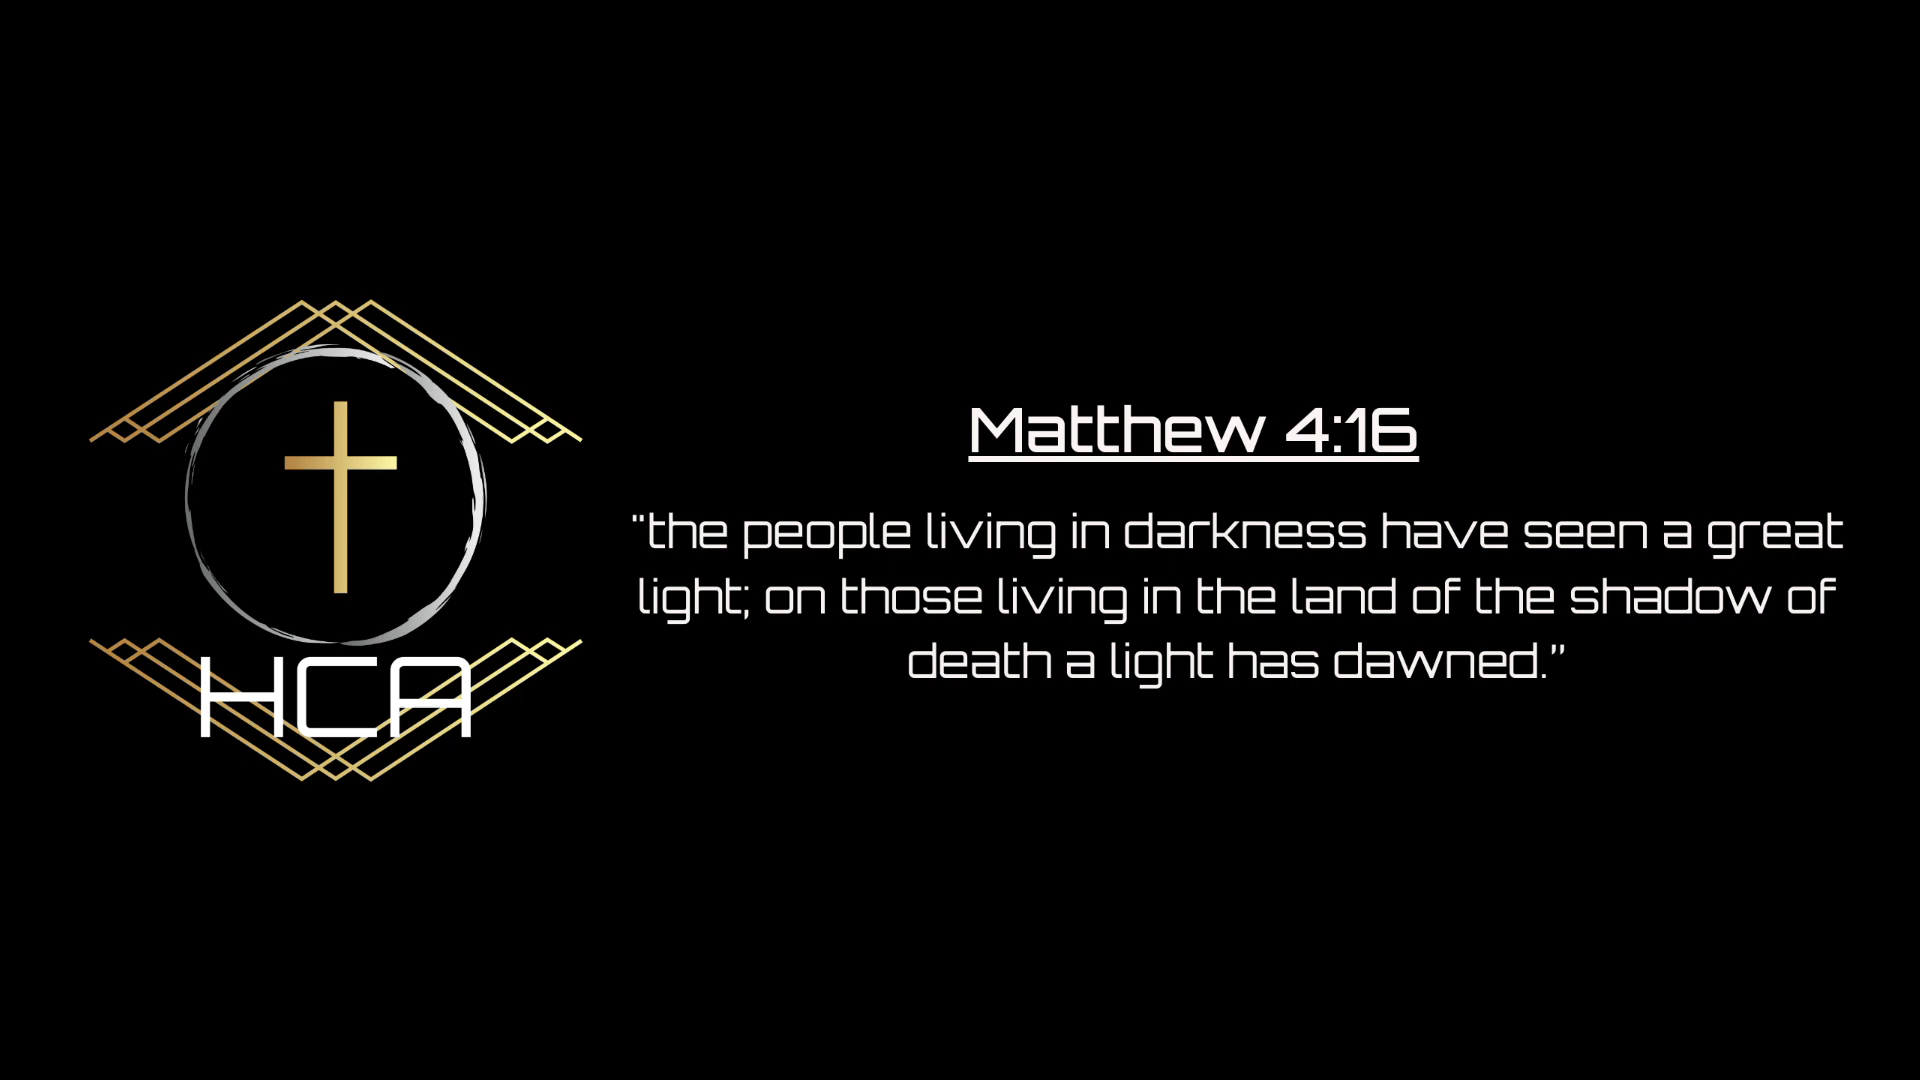 HCA
Matthew 4:16
"the people living in darkness have seen a great
light; on those living in the land of the shadow of
death a light has dawned.”